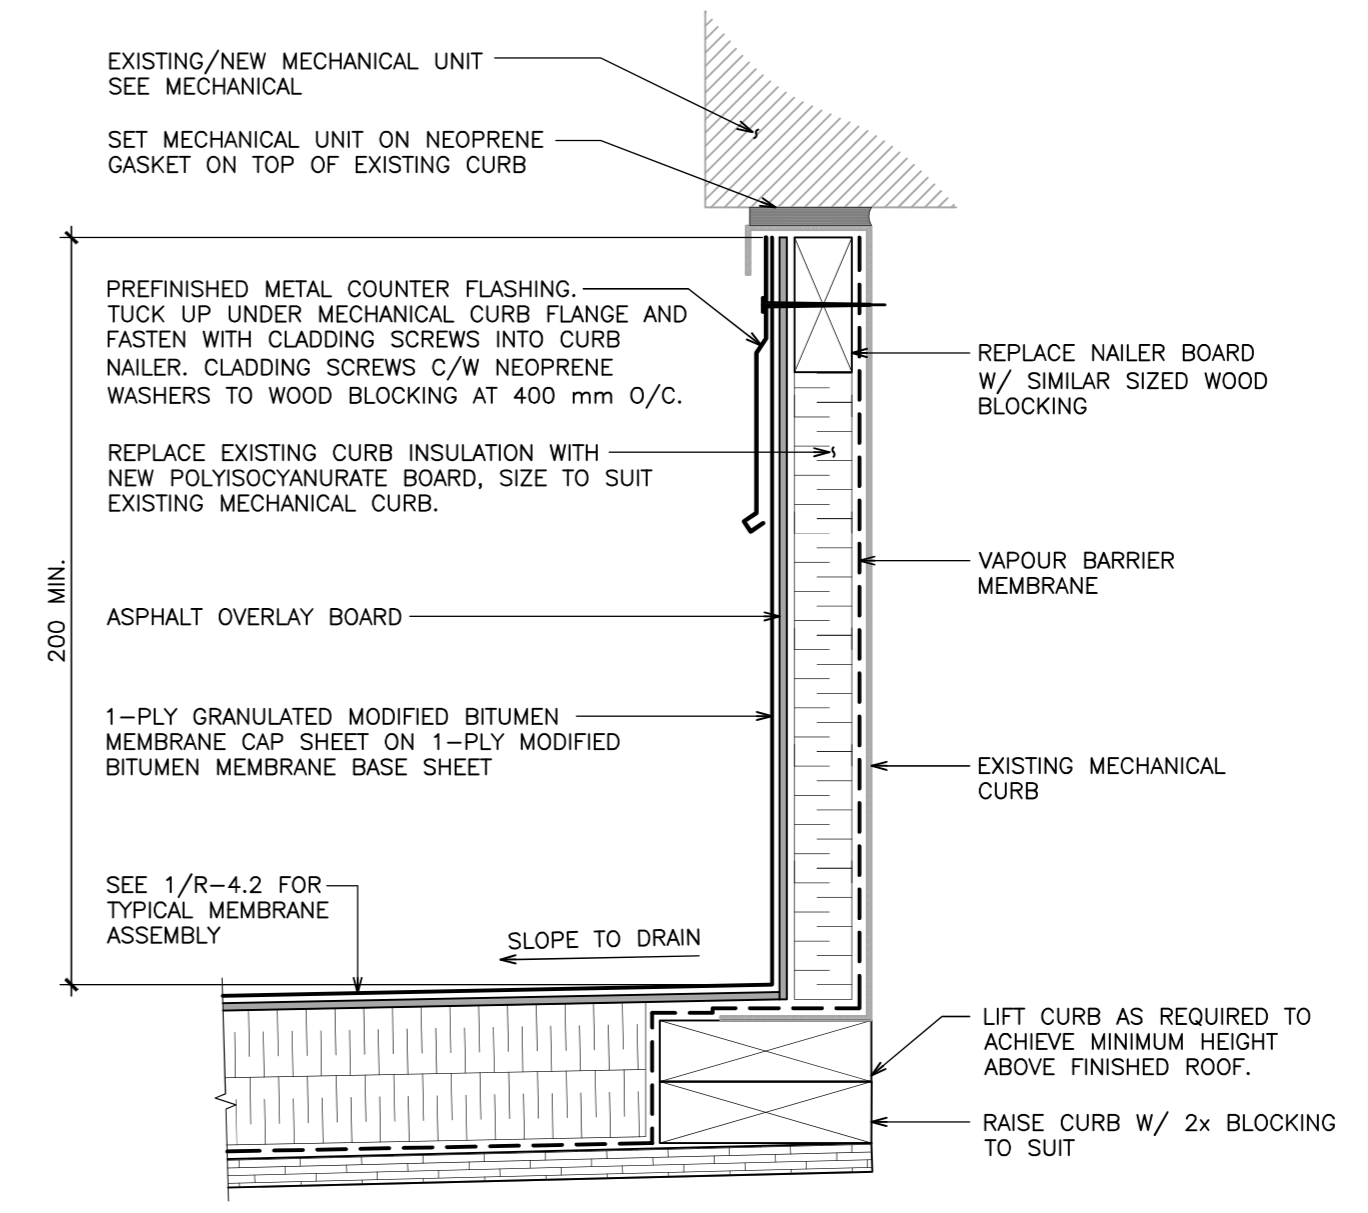 EXISTING/NEW MECHANICAL UNIT
SEE MECHANICAL
SET MECHANICAL UNIT ON NEOPRENE
GASKET ON TOP OF EXISTING CURB
PREFINISHED METAL COUNTER FLASHING.
TUCK UP UNDER MECHANICAL CURB FLANGE AND
FASTEN WITH CLADDING SCREWS INTO CURB
NAILER. CLADDING SCREWS C/W NEOPRENE
WASHERS TO WOOD BLOCKING AT 400 mm O/C.
REPLACE EXISTING CURB INSULATION WITH
NEW POLYISOCYANURATE BOARD, SIZE TO SUIT
EXISTING MECHANICAL CURB.
200 MIN.
ASPHALT OVERLAY BOARD
1-PLY GRANULATED MODIFIED BITUMEN
MEMBRANE CAP SHEET ON 1-PLY MODIFIED
BITUMEN MEMBRANE BASE SHEET
SEE 1/R-4.2 FOR
TYPICAL MEMBRANE
ASSEMBLY
SLOPE TO DRAIN
REPLACE NAILER BOARD
W/ SIMILAR SIZED WOOD
BLOCKING
VAPOUR BARRIER
MEMBRANE
EXISTING MECHANICAL
CURB
LIFT CURB AS REQUIRED TO
ACHIEVE MINIMUM HEIGHT
ABOVE FINISHED ROOF.
RAISE CURB W/ 2x BLOCKING
TO SUIT